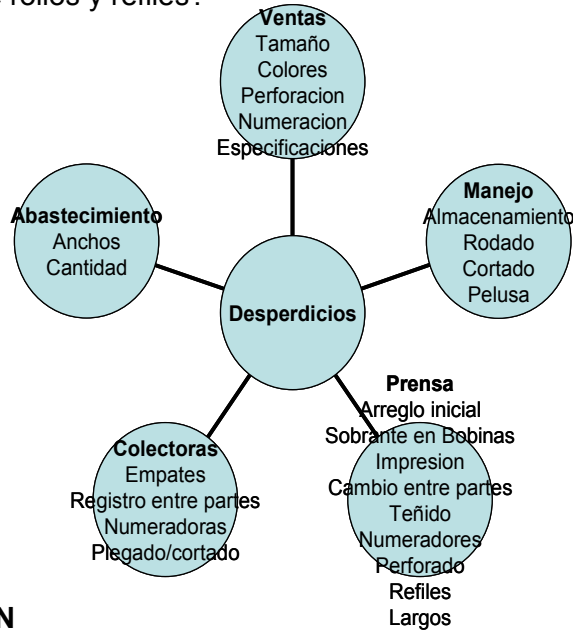 rollos y refiles?
Ventas
Tamaño
Colores
Perforacion
Numeracion
Especificaciones
Abastecimiento
Anchos
Cantidad
Manejo
Almacenamiento
Rodado
Cortado
Pelusa
Desperdicios
Colectoras
Empates
Registro entre partes
Numeradoras
Plegado/cortado
Prensa
Arreglo inicial
Sobrante en Bobinas
Impresion
Cambio entre partes
Teñido
Numeradores
Perforado
Refiles
Largos
N